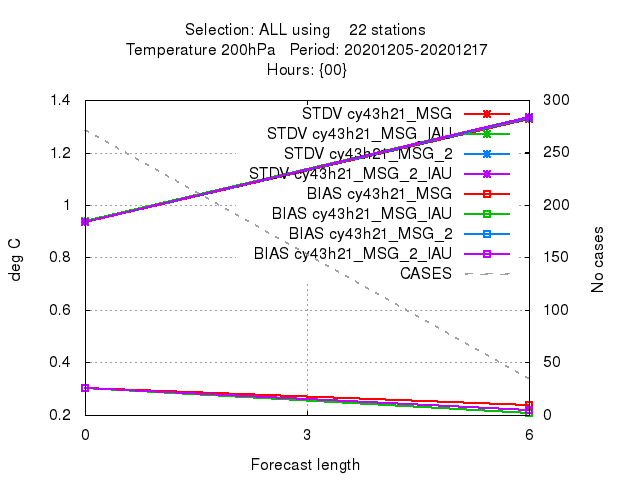 Selection: ALL using 22 stations
Temperature 200hPa Period: 20201205-20201217
Hours: {00}
1.4
1.2
1
0.8
0.6
0.4
0.2
deg C
300
250
200
150
100
50
0
No cases
STDV cy43h21_MSG
STDV cy43h21_MSG_IAU
STDV cy43h21_MSG_2
STDV cy43h21_MSG_2_IAU
BIAS cy43h21_MSG
BIAS cy43h21_MSG_IAU
BIAS cy43h21_MSG_2
BIAS cy43h21_MSG_2_IAU
CASES
0 3 6
Forecast length